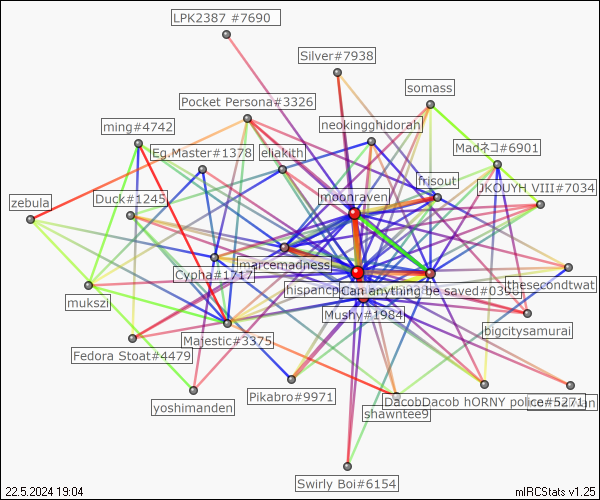 LPK2387 #7690
Silver#7938
somass
Pocket Persona#3326
neokingghidorah
ming#4742
Madネコ#6901
Eg.Master#1378
eliakith
frisout
JKOUYH VIII#7034
moonraven
zebula
Duck#1245
marcemadness
Cypha#1717
thesecondtwat
hispanc
Can anything be saved#0398
mukszi
Mushy#1984
bigcitysamurai
Majestic#3375
Fedora Stoat#4479
Pikabro#9971
DacobDacob hORNY police#5271
yoshimanden
shawntee9
Swirly Boi#6154
22.5.2024 19:04
mIRCStats v1.25